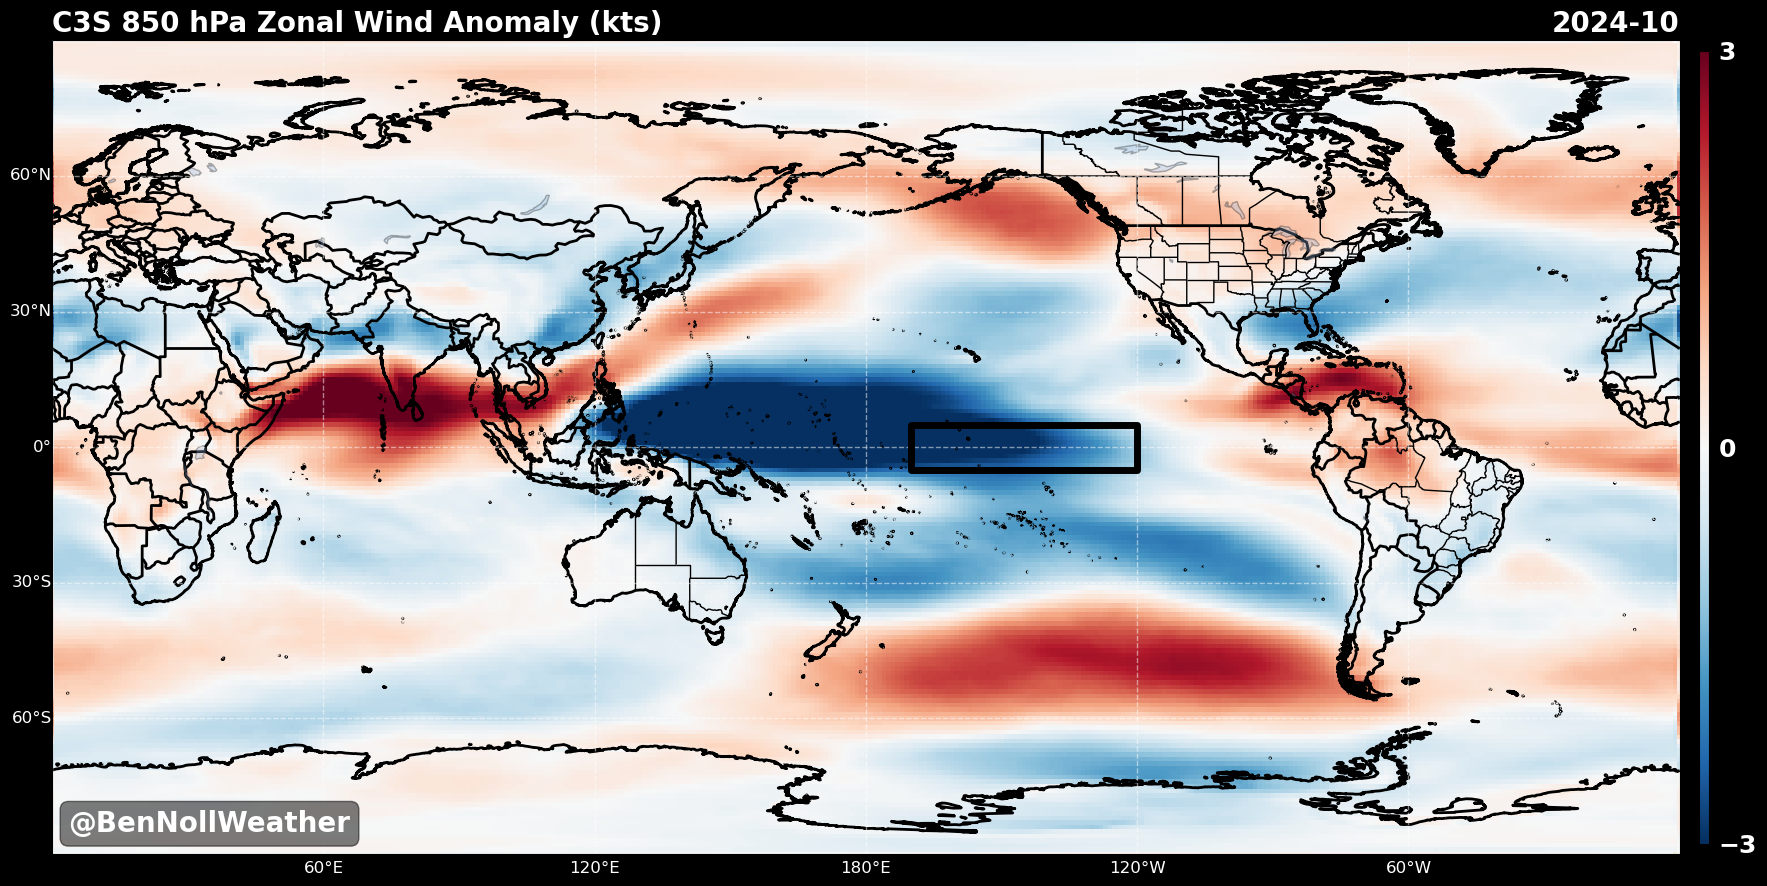 C3S 850 hPa Zonal Wind Anomaly (kts)
2024-10
3
0
−3
60°N
30°N
0°
30°S
60°S
60°E
120°E
180°E
120°W
60°W
@BenNollWeather